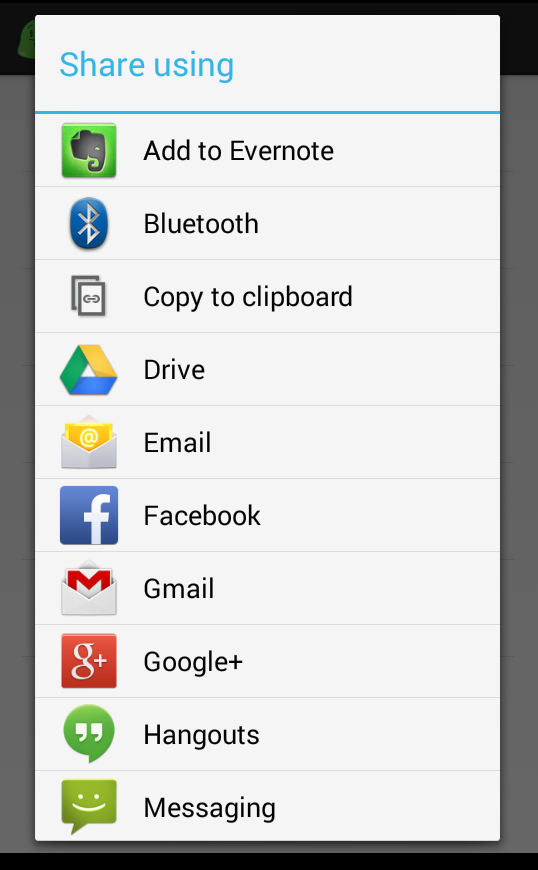 Share using
Add to Evernote
Bluetooth
Copy to clipboard
Drive
Email
Facebook
Gmail
Google+
Hangouts
Messaging